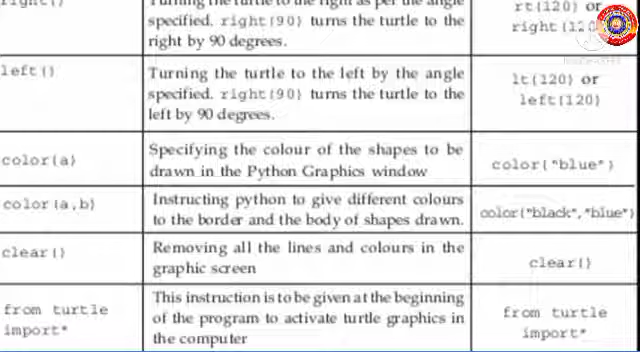 right()
Turning the turtle to the right as per the angle
specified. right(90) turns the turtle to the
right by 90 degrees.
rt(120) or
left()
Turning the turtle to the left by the angle
specified. right(90) turns the turtle to the
left by 90 degrees.
lt(120) or
left(120)
color(a)
Specifying the colour of the shapes to be
drawn in the Python Graphics window
color("blue")
color(a,b)
Instructing python to give different colours
to the border and the body of shapes drawn.
color("black","blue")
clear()
Removing all the lines and colours in the
graphic screen
clear()
from turtle
import*
This instruction is to be given at the beginning
of the program to activate turtle graphics in
the computer
from turtle
import*